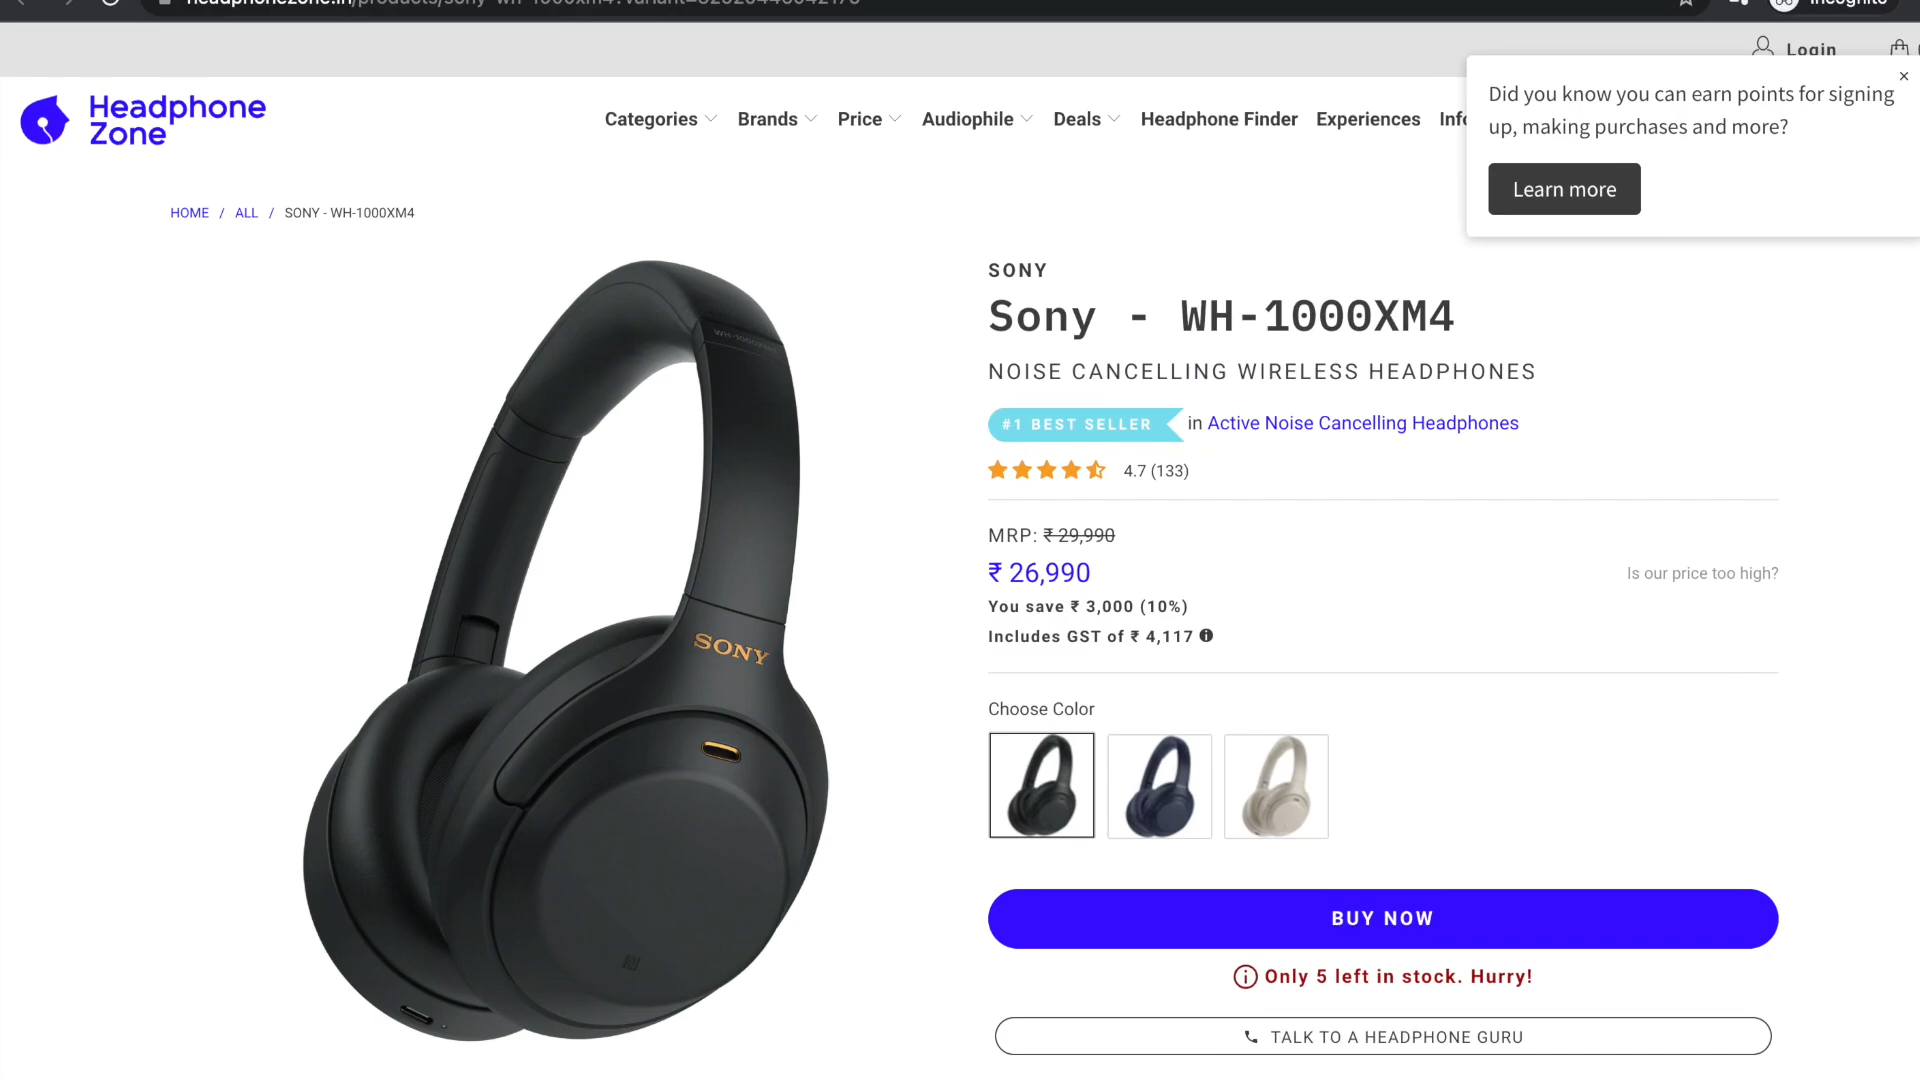 Login
Headphone
Zone
Categories Brands Price Audiophile Deals Headphone Finder Experiences
Did you know you can earn points for signing
up, making purchases and more?
Learn more
HOME / ALL / SONY - WH-1000XM4
WH-1000XM4
SONY
SONY
Sony - WH-1000XM4
NOISE CANCELLING WIRELESS HEADPHONES
#1 BEST SELLER in Active Noise Cancelling Headphones
4.7 (133)
MRP: ₹ 29,990
₹ 26,990
Is our price too high?
You save ₹ 3,000 (10%)
Includes GST of ₹ 4,117
Choose Color
BUY NOW
Only 5 left in stock. Hurry!
TALK TO A HEADPHONE GURU